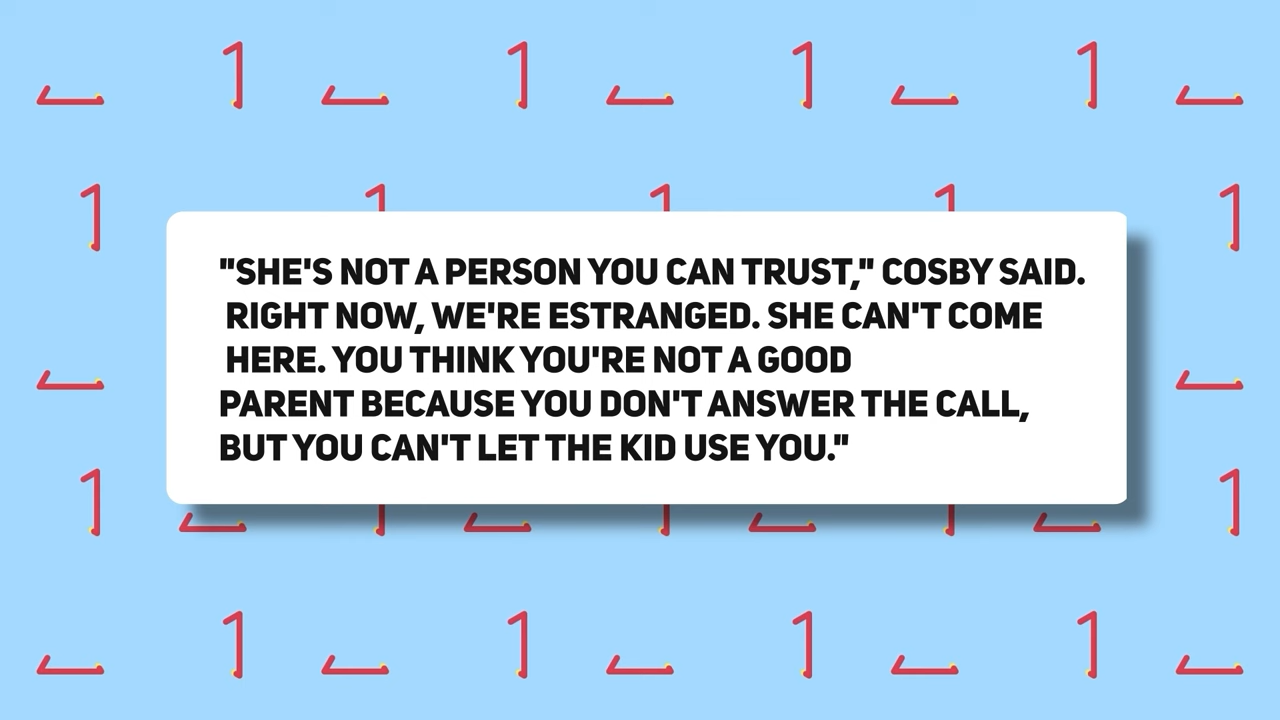 "SHE'S NOT A PERSON YOU CAN TRUST," COSBY SAID.
RIGHT NOW, WE'RE ESTRANGED. SHE CAN'T COME
HERE. YOU THINK YOU'RE NOT A GOOD
PARENT BECAUSE YOU DON'T ANSWER THE CALL,
BUT YOU CAN'T LET THE KID USE YOU."